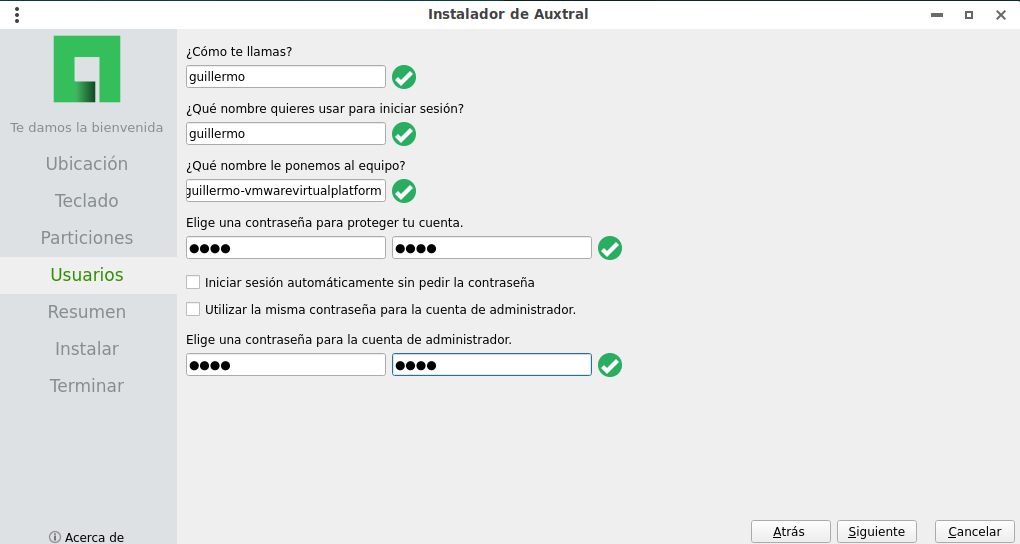 Instalador de Auxtral
Te damos la bienvenida
Ubicación
Teclado
Particiones
Usuarios
Resumen
Instalar
Terminar
Acerca de
¿Cómo te llamas?
guillermo
¿Qué nombre quieres usar para iniciar sesión?
guillermo
¿Qué nombre le ponemos al equipo?
guillermo-vmwarevirtualplatform
Elige una contraseña para proteger tu cuenta.
●●●● ●●●●
Iniciar sesión automáticamente sin pedir la contraseña
Utilizar la misma contraseña para la cuenta de administrador.
Elige una contraseña para la cuenta de administrador.
●●●● ●●●●
Atrás Siguiente Cancelar